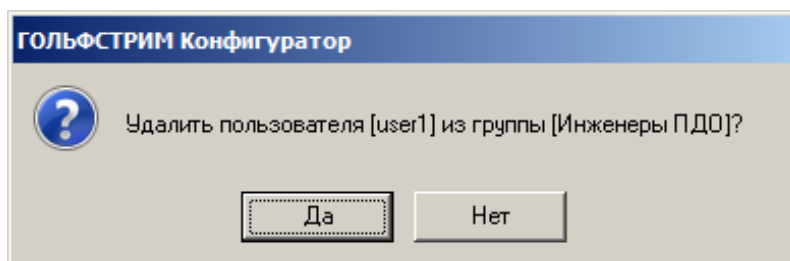 ГОЛЬФСТРИМ Конфигуратор
Удалить пользователя [user1] из группы [Инженеры ПДО]?
Да
Нет